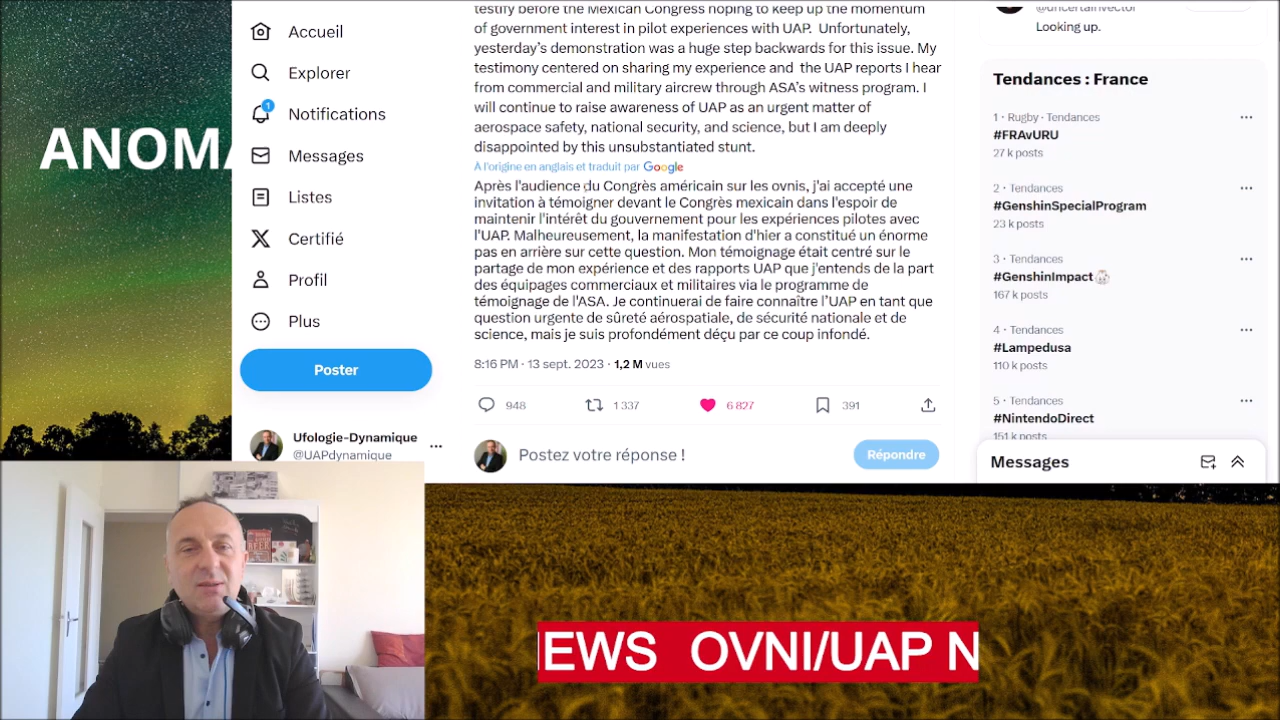 ANOMA
Accueil
Explorer
1
Notifications
Messages
Listes
Certifié
Profil
Plus
Poster
Ufologie-Dynamique
@UAPdynamique
testify before the Mexican Congress hoping to keep up the momentum
of government interest in pilot experiences with UAP. Unfortunately,
yesterday's demonstration was a huge step backwards for this issue. My
testimony centered on sharing my experience and the UAP reports I hear
from commercial and military aircrew through ASA's witness program. I
will continue to raise awareness of UAP as an urgent matter of
aerospace safety, national security, and science, but I am deeply
disappointed by this unsubstantiated stunt.
À l'origine en anglais et traduit par Google
Après l'audience du Congrès américain sur les ovnis, j'ai accepté une
invitation à témoigner devant le Congrès mexicain dans l'espoir de
maintenir l'intérêt du gouvernement pour les expériences pilotes avec
l'UAP. Malheureusement, la manifestation d'hier a constitué un énorme
pas en arrière sur cette question. Mon témoignage était centré sur le
partage de mon expérience et des rapports UAP que j'entends de la part
des équipages commerciaux et militaires via le programme de
témoignage de l'ASA. Je continuerai de faire connaître l'UAP en tant que
question urgente de sûreté aérospatiale, de sécurité nationale et de
science, mais je suis profondément déçu par ce coup infondé.
8:16 PM · 13 sept. 2023 · 1,2 M vues
948 1 337 6 827 391
Postez votre réponse !
Répondre
@uncertainvector
Looking up.
Tendances : France
1 · Rugby · Tendances
#FRAvURU
27 k posts
2 · Tendances
#GenshinSpecialProgram
23 k posts
3 · Tendances
#GenshinImpact
167 k posts
4 · Tendances
#Lampedusa
110 k posts
5 · Tendances
#NintendoDirect
151 k posts
Messages
EWS OVNI/UAP N